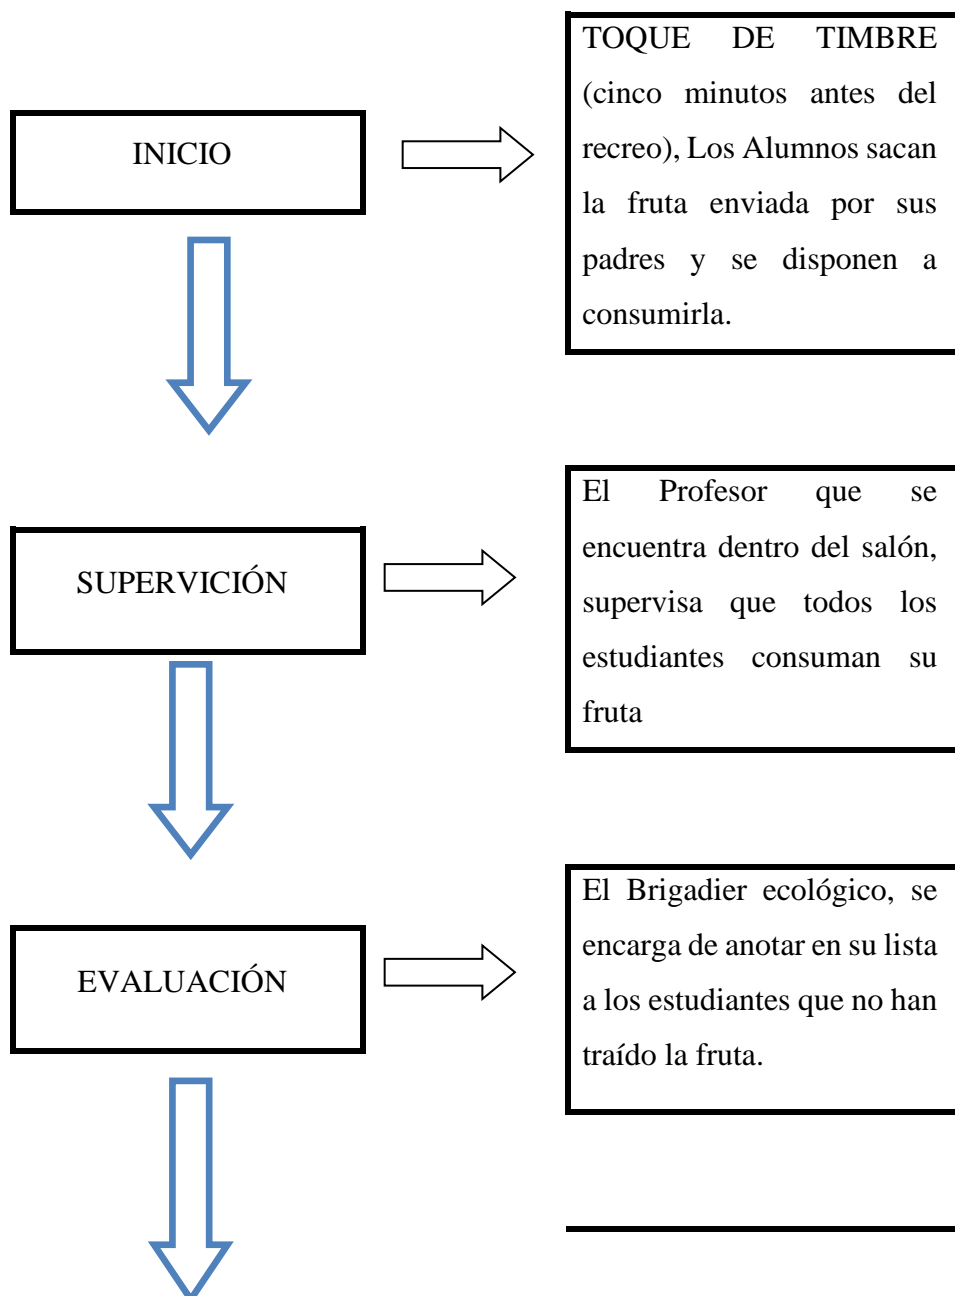 INICIO
TOQUE DE TIMBRE
(cinco minutos antes del
recreo), Los Alumnos sacan
la fruta enviada por sus
padres y se disponen a
consumirla.
SUPERVICIÓN
El Profesor que se
encuentra dentro del salón,
supervisa que todos los
estudiantes consuman su
fruta
EVALUACIÓN
El Brigadier ecológico, se
encarga de anotar en su lista
a los estudiantes que no han
traído la fruta.